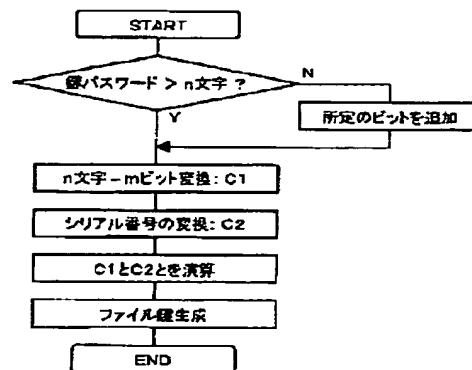 START
鍵パスワード > n文字 ?
N
Y
所定のビットを追加
n文字－mビット変換: C1
シリアル番号の変換: C2
C1とC2とを演算
ファイル鍵生成
END